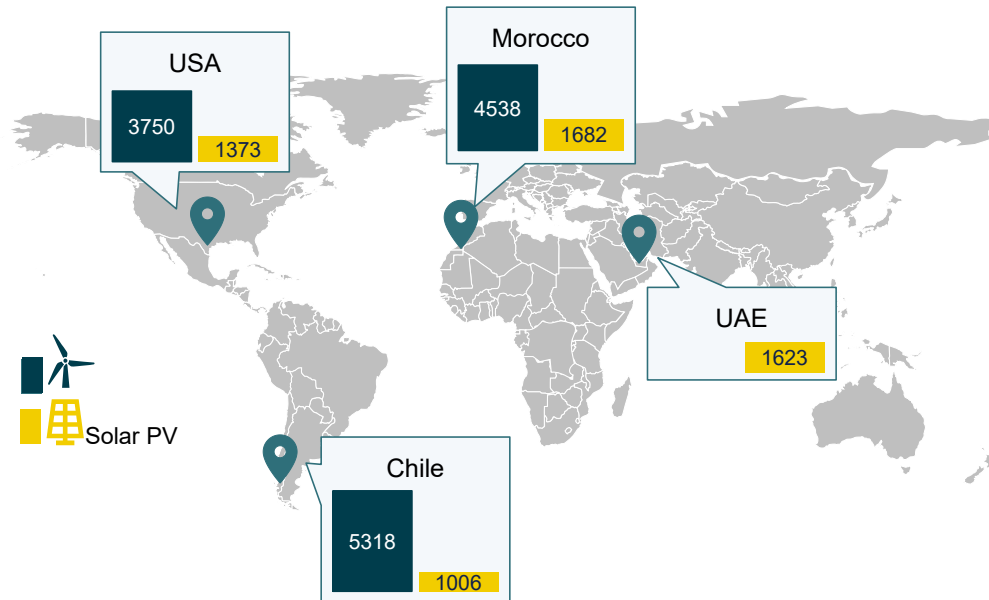 USA
3750
1373
Morocco
4538
1682
UAE
1623
Solar PV
Chile
5318
1006